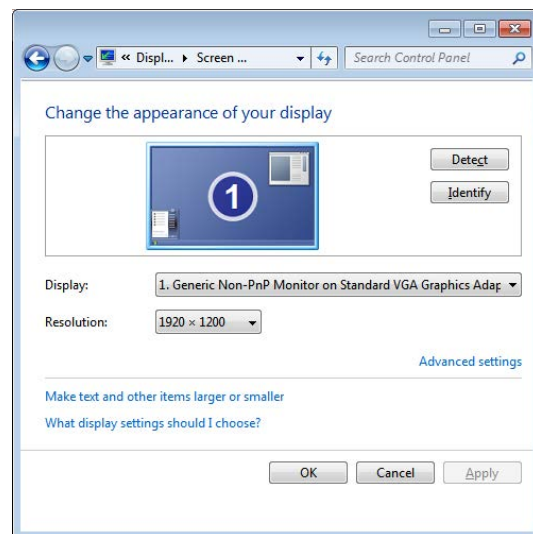 « Displ... ▸ Screen ...
Search Control Panel
Change the appearance of your display
1
Detect
Identify
Display: 1. Generic Non-PnP Monitor on Standard VGA Graphics Adap
Resolution: 1920 × 1200
Advanced settings
Make text and other items larger or smaller
What display settings should I choose?
OK Cancel Apply